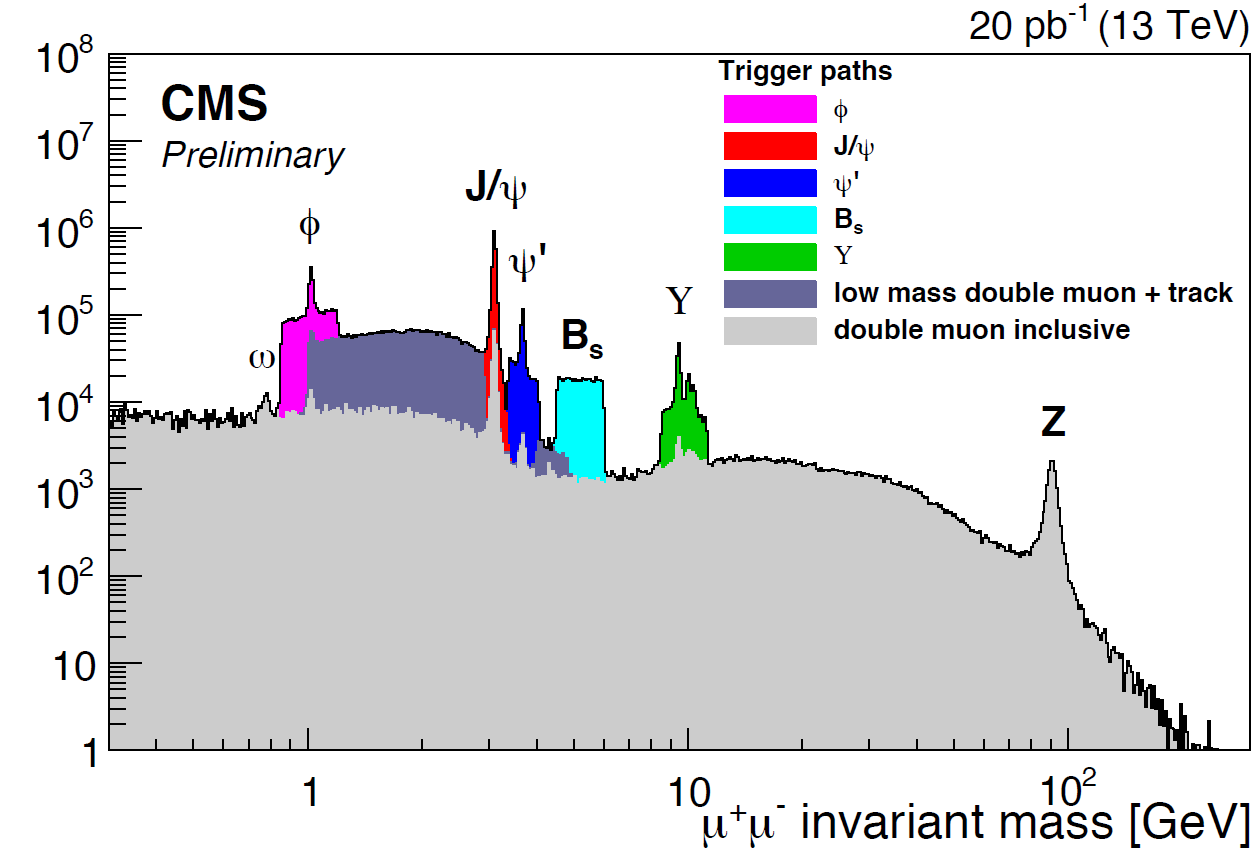 20 pb⁻¹ (13 TeV)
CMS
Preliminary
Trigger paths
ϕ
J/ψ
ψ'
Bₛ
Υ
low mass double muon + track
double muon inclusive
10⁸
10⁷
10⁶
10⁵
10⁴
10³
10²
10
1
ω
ϕ
J/ψ
ψ'
Bₛ
Υ
Z
1
10
10²
μ⁺μ⁻ invariant mass [GeV]